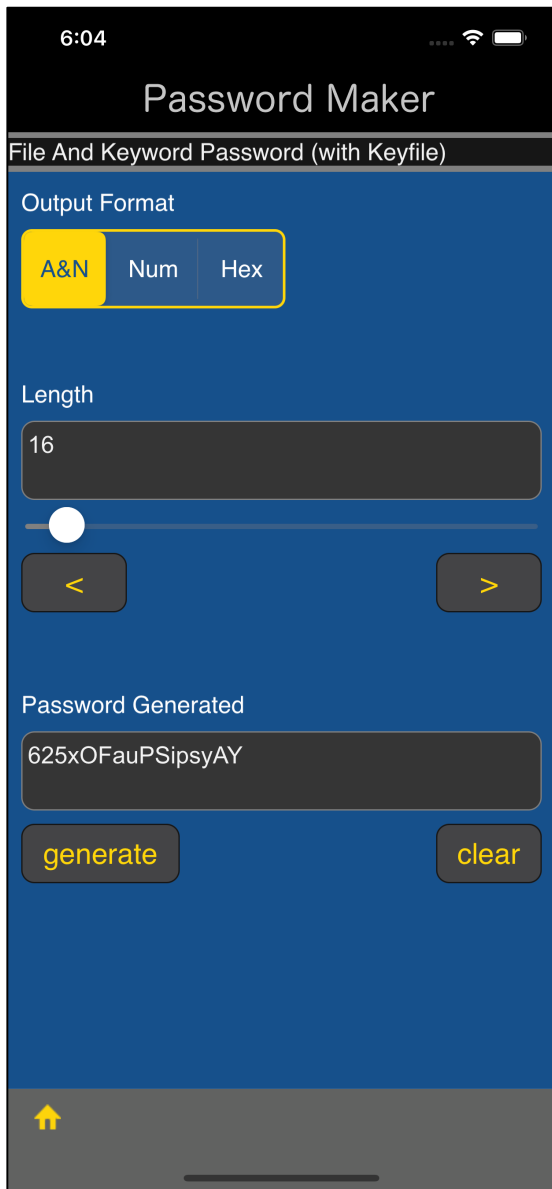 6:04
Password Maker
File And Keyword Password (with Keyfile)
Output Format
A&N Num Hex
Length
16
< >
Password Generated
625xOFauPSipsyAY
generate clear